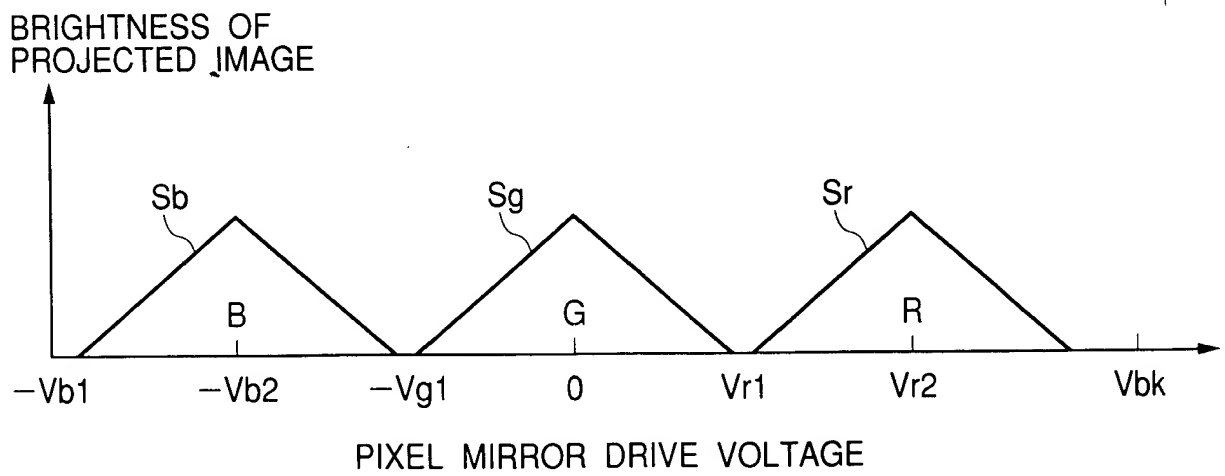 BRIGHTNESS OF
PROJECTED IMAGE
Sb
Sg
Sr
B
G
R
−Vb1
−Vb2
−Vg1
0
Vr1
Vr2
Vbk
PIXEL MIRROR DRIVE VOLTAGE